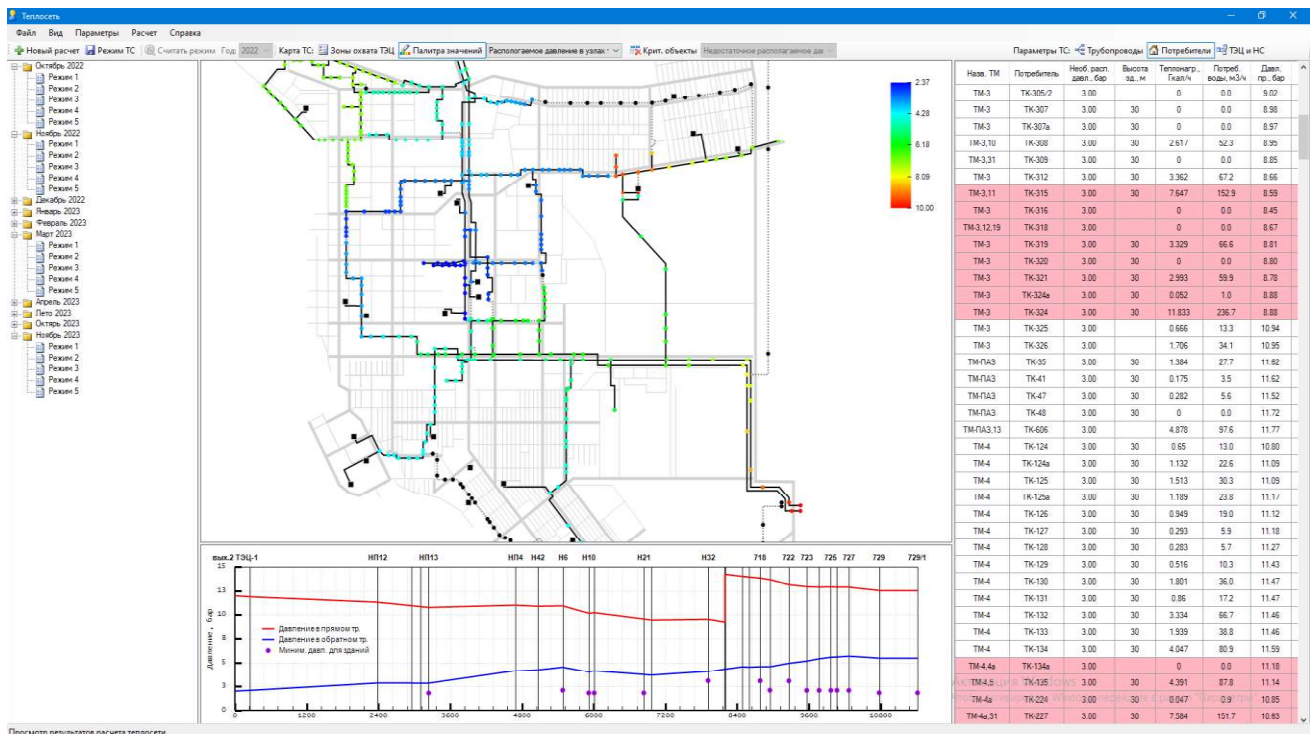 Теплосеть
Файл Вид Параметры Расчет Справка
Новый расчет Режим ТС Считать режим Год: 2022 Карта ТС: Зоны охвата ТЭЦ Палитра значений Распологаемое давление в узлах Крит. объекты Недостаточное располагаемое дав Параметры ТС: Трубопроводы Потребители ТЭЦ и НС
Октябрь 2022
Режим 1
Режим 2
Режим 3
Режим 4
Режим 5
Ноябрь 2022
Режим 1
Режим 2
Режим 3
Режим 4
Режим 5
Декабрь 2022
Январь 2023
Февраль 2023
Март 2023
Режим 1
Режим 2
Режим 3
Режим 4
Режим 5
Апрель 2023
Лето 2023
Октярь 2023
Ноябрь 2023
Режим 1
Режим 2
Режим 3
Режим 4
Режим 5
2.37
4.28
6.18
8.09
10.00
вых.2 ТЭЦ-1 НП12 НП13 НП4 Н42 Н6 Н10 Н21 Н32 718 722 723 725 727 729 729/1
Давление, бар
15
13
10
8
5
3
0
Давление в прямом тр.
Давление в обратном тр.
Миним. давл. для зданий
0 1200 2400 3600 4800 6000 7200 8400 9600 10800
Назв. ТМ Потребитель Необ. расп. давл., бар Высота зд., м Теплонагр., Гкал/ч Потреб. воды, м3/ч Давл. пр., бар
ТМ-3 ТК-305/2 3.00 0 0.0 9.02
ТМ-3 ТК-307 3.00 30 0 0.0 8.98
ТМ-3 ТК-307а 3.00 30 0 0.0 8.97
ТМ-3,10 ТК-308 3.00 30 2.617 52.3 8.95
ТМ-3,31 ТК-309 3.00 30 0 0.0 8.85
ТМ-3 ТК-312 3.00 30 3.362 67.2 8.66
ТМ-3,11 ТК-315 3.00 30 7.647 152.9 8.59
ТМ-3 ТК-316 3.00 0 0.0 8.45
ТМ-3,12,19 ТК-318 3.00 0 0.0 8.67
ТМ-3 ТК-319 3.00 30 3.329 66.6 8.81
ТМ-3 ТК-320 3.00 30 0 0.0 8.80
ТМ-3 ТК-321 3.00 30 2.993 59.9 8.78
ТМ-3 ТК-324а 3.00 30 0.052 1.0 8.88
ТМ-3 ТК-324 3.00 30 11.833 236.7 8.88
ТМ-3 ТК-325 3.00 30 0.666 13.3 10.94
ТМ-3 ТК-326 3.00 1.706 34.1 10.95
ТМ-ПАЗ ТК-35 3.00 30 1.384 27.7 11.62
ТМ-ПАЗ ТК-41 3.00 30 0.175 3.5 11.62
ТМ-ПАЗ ТК-47 3.00 30 0.282 5.6 11.52
ТМ-ПАЗ ТК-48 3.00 30 0 0.0 11.72
ТМ-ПАЗ,13 ТК-606 3.00 4.878 97.6 11.77
ТМ-4 ТК-124 3.00 30 0.65 13.0 10.80
ТМ-4 ТК-124а 3.00 30 1.132 22.6 11.09
ТМ-4 ТК-125 3.00 30 1.513 30.3 11.09
ТМ-4 ТК-125а 3.00 30 1.189 23.8 11.17
ТМ-4 ТК-126 3.00 30 0.949 19.0 11.12
ТМ-4 ТК-127 3.00 30 0.293 5.9 11.18
ТМ-4 ТК-128 3.00 30 0.283 5.7 11.27
ТМ-4 ТК-129 3.00 30 0.516 10.3 11.43
ТМ-4 ТК-130 3.00 30 1.801 36.0 11.47
ТМ-4 ТК-131 3.00 30 0.86 17.2 11.47
ТМ-4 ТК-132 3.00 30 3.334 66.7 11.46
ТМ-4 ТК-133 3.00 30 1.939 38.8 11.46
ТМ-4 ТК-134 3.00 30 4.047 80.9 11.59
ТМ-4,4а ТК-134а 3.00 0 0.0 11.18
ТМ-4,5 ТК-135 3.00 30 4.391 87.8 11.14
ТМ-4а ТК-224 3.00 30 0.047 0.9 10.85
ТМ-4а,31 ТК-227 3.00 30 7.584 151.7 10.63
Просмотр результатов расчета теплосети